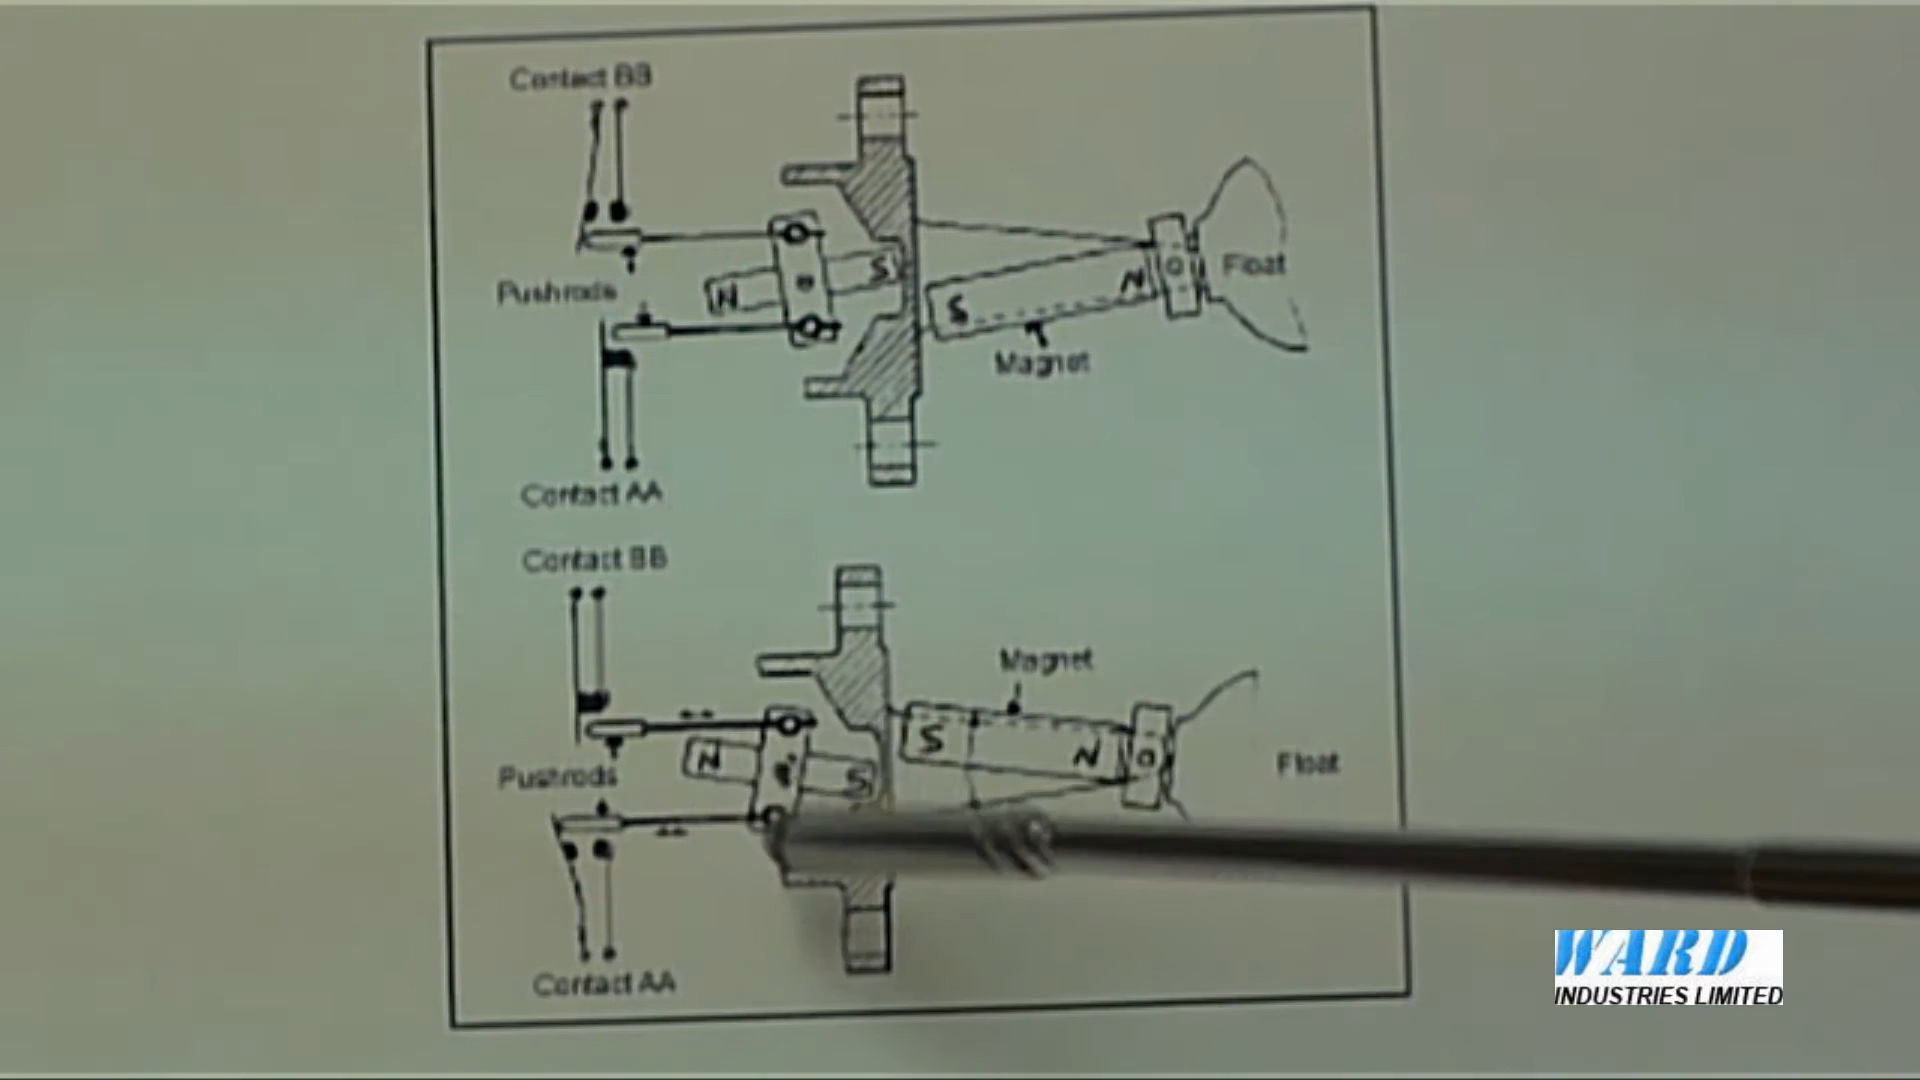 Contact BB
Pushrods
N
S
S
N
Float
Magnet
Contact AA
Contact BB
Magnet
Pushrods
N
S
S
N
Float
Contact AA
WARD
INDUSTRIES LIMITED